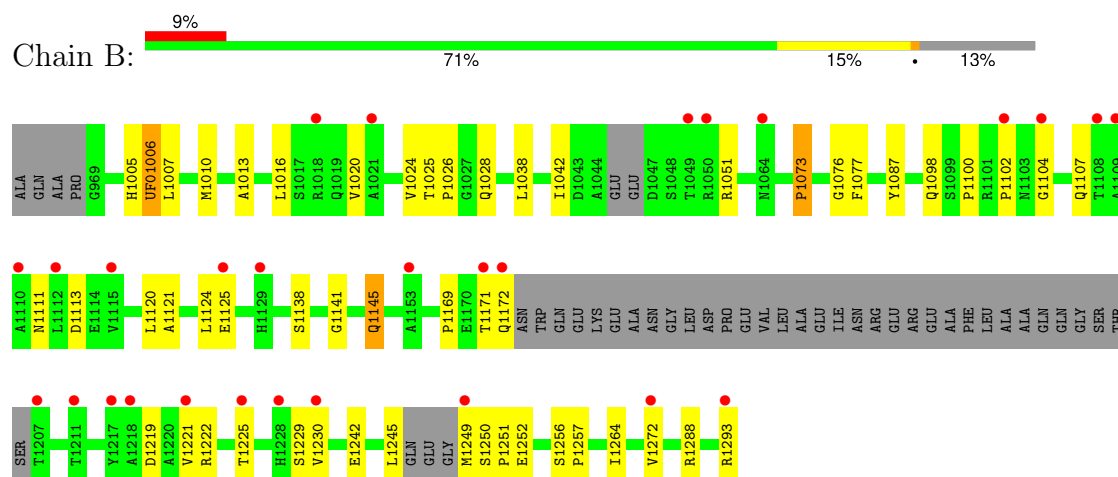 9%
Chain B:
71% 15% • 13%
ALA GLN ALA PRO G969 H1005 UF01006 L1007 M1010 A1013 L1016 S1017 R1018 Q1019 V1020 A1021 V1024 T1025 P1026 G1027 Q1028 L1038 I1042 D1043 A1044 GLU GLU D1047 S1048 T1049 R1050 R1051 N1064 P1073 G1076 F1077 Y1087 Q1098 S1099 P1100 R1101 P1102 N1103 G1104 Q1107 T1108 A1109
A1110 N1111 L1112 D1113 E1114 V1115 L1120 A1121 L1124 E1125 H1129 S1138 G1141 Q1145 A1153 P1169 E1170 T1171 Q1172 ASN TRP GLN GLU LYS GLU ALA ASN GLY LEU ASP PRO GLU VAL LEU ALA GLU ILE ASN ARG GLU ARG GLU ALA PHE LEU ALA ALA GLN GLN GLY SER THR
SER T1207 T1211 Y1217 A1218 D1219 A1220 V1221 R1222 T1225 H1228 S1229 V1230 E1242 L1245 GLN GLU GLY M1249 S1250 P1251 E1252 S1256 P1257 I1264 V1272 R1288 R1293